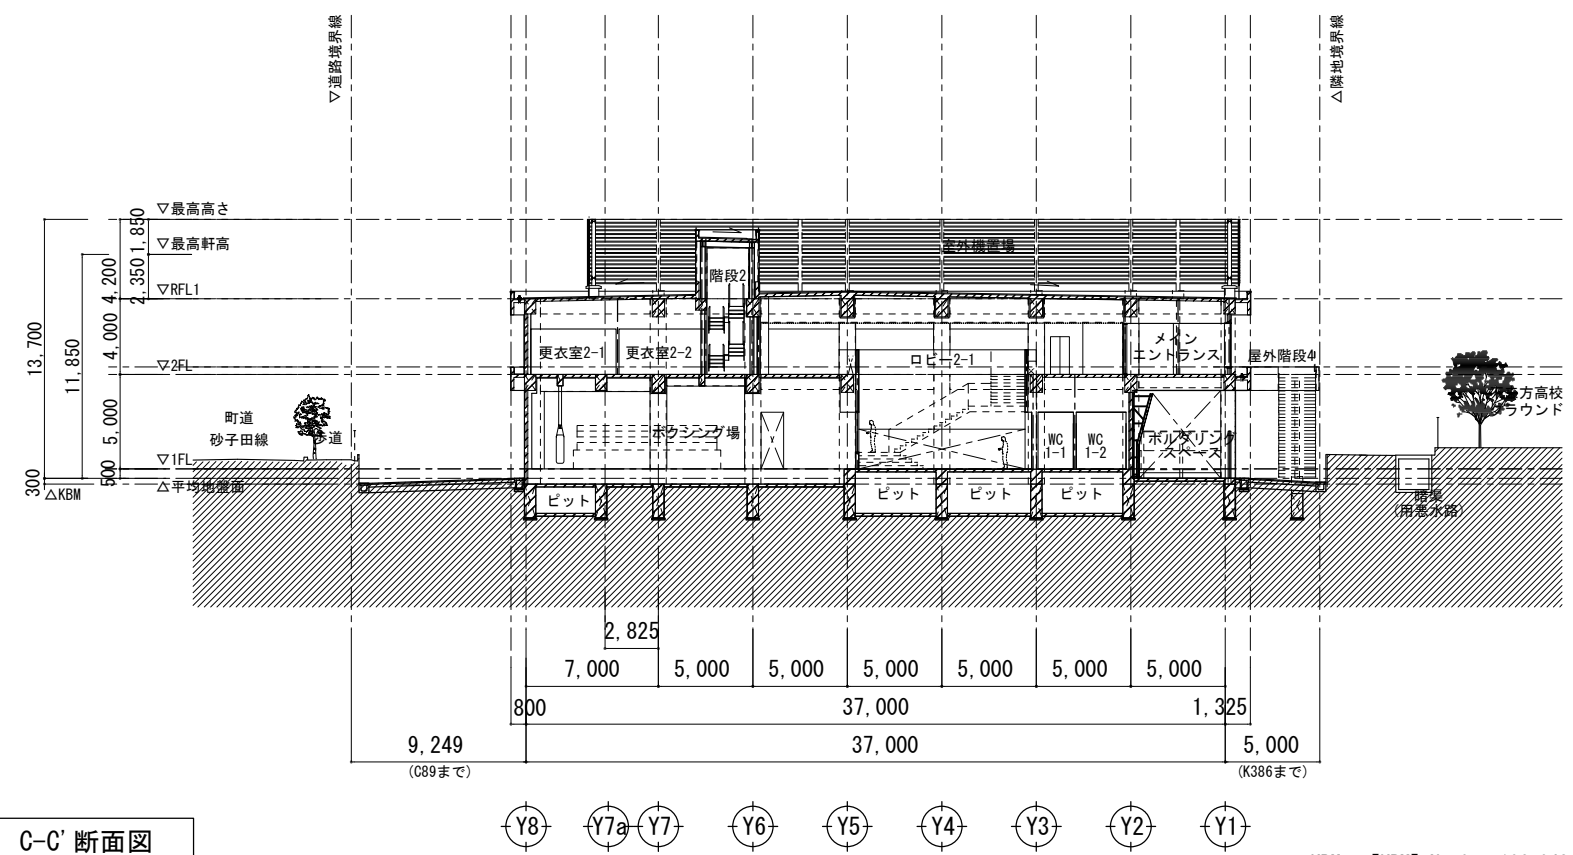 ▽道路境界線
△隣地境界線
▽最高高さ
▽最高軒高
▽RFL1
▽2FL
▽1FL
△平均地盤面
△KBM
1,850
2,350
4,200
4,000
5,000
500
300
13,700
11,850
室外機置場
階段2
更衣室2-1
更衣室2-2
ロビー2-1
メイン
エントランス
屋外階段4
町道
砂子田線
歩道
ボクシング場
WC
1-1
WC
1-2
ボルダリング
スペース
方高校
グラウンド
ピット
ピット
ピット
ピット
暗渠
(用悪水路)
2,825
7,000
5,000
5,000
5,000
5,000
5,000
5,000
800
37,000
1,325
9,249
(C89まで)
37,000
5,000
(K386まで)
Y8
Y7a
Y7
Y6
Y5
Y4
Y3
Y2
Y1
C-C' 断面図